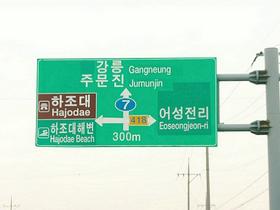 강릉 Gangneung
주문진 Jumunjin
하조대
Hajodae
하조대해변
Hajodae Beach
7
418
어성전리
Eoseongjeon-ri
300m